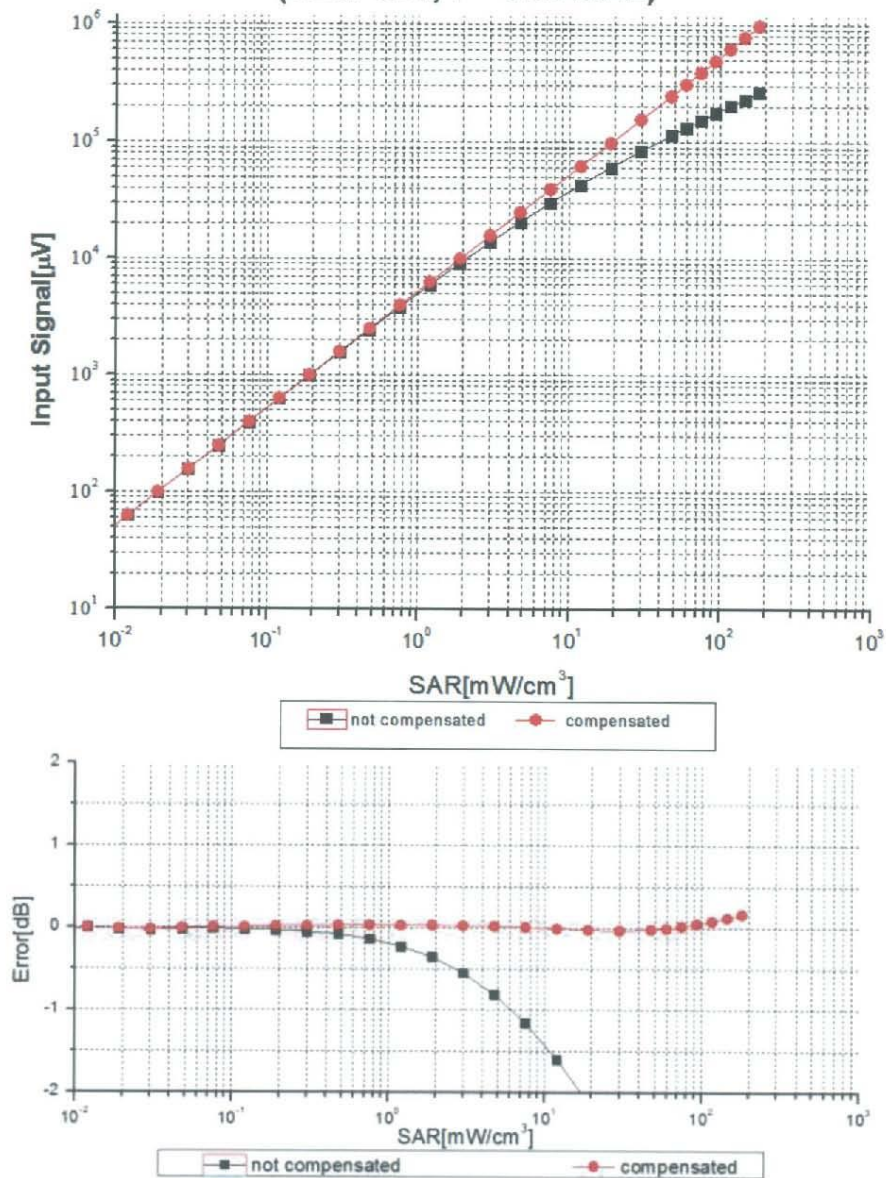 10⁶
10⁵
10⁴
10³
10²
10¹
Input Signal[µV]
10⁻² 10⁻¹ 10⁰ 10¹ 10² 10³
SAR[mW/cm³]
not compensated compensated
2
1
0
-1
-2
Error[dB]
10⁻² 10⁻¹ 10⁰ 10¹ 10² 10³
SAR[mW/cm³]
not compensated compensated